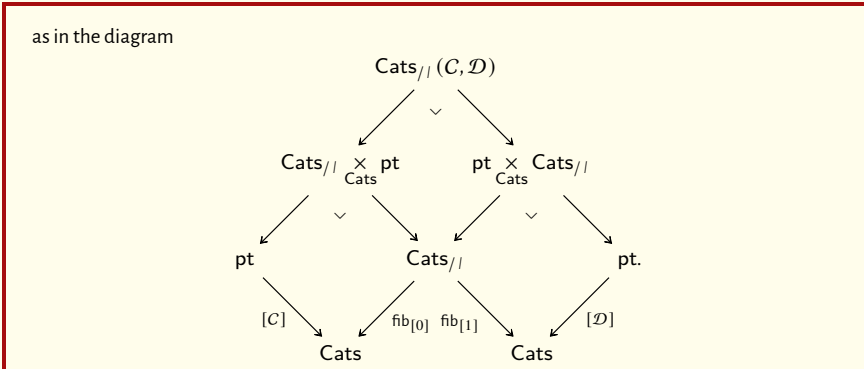 as in the diagram
Cats// (𝒞, 𝒟)
Cats// × pt pt × Cats//
Cats Cats
pt Cats// pt.
[𝒞] fib[0] fib[1] [𝒟]
Cats Cats